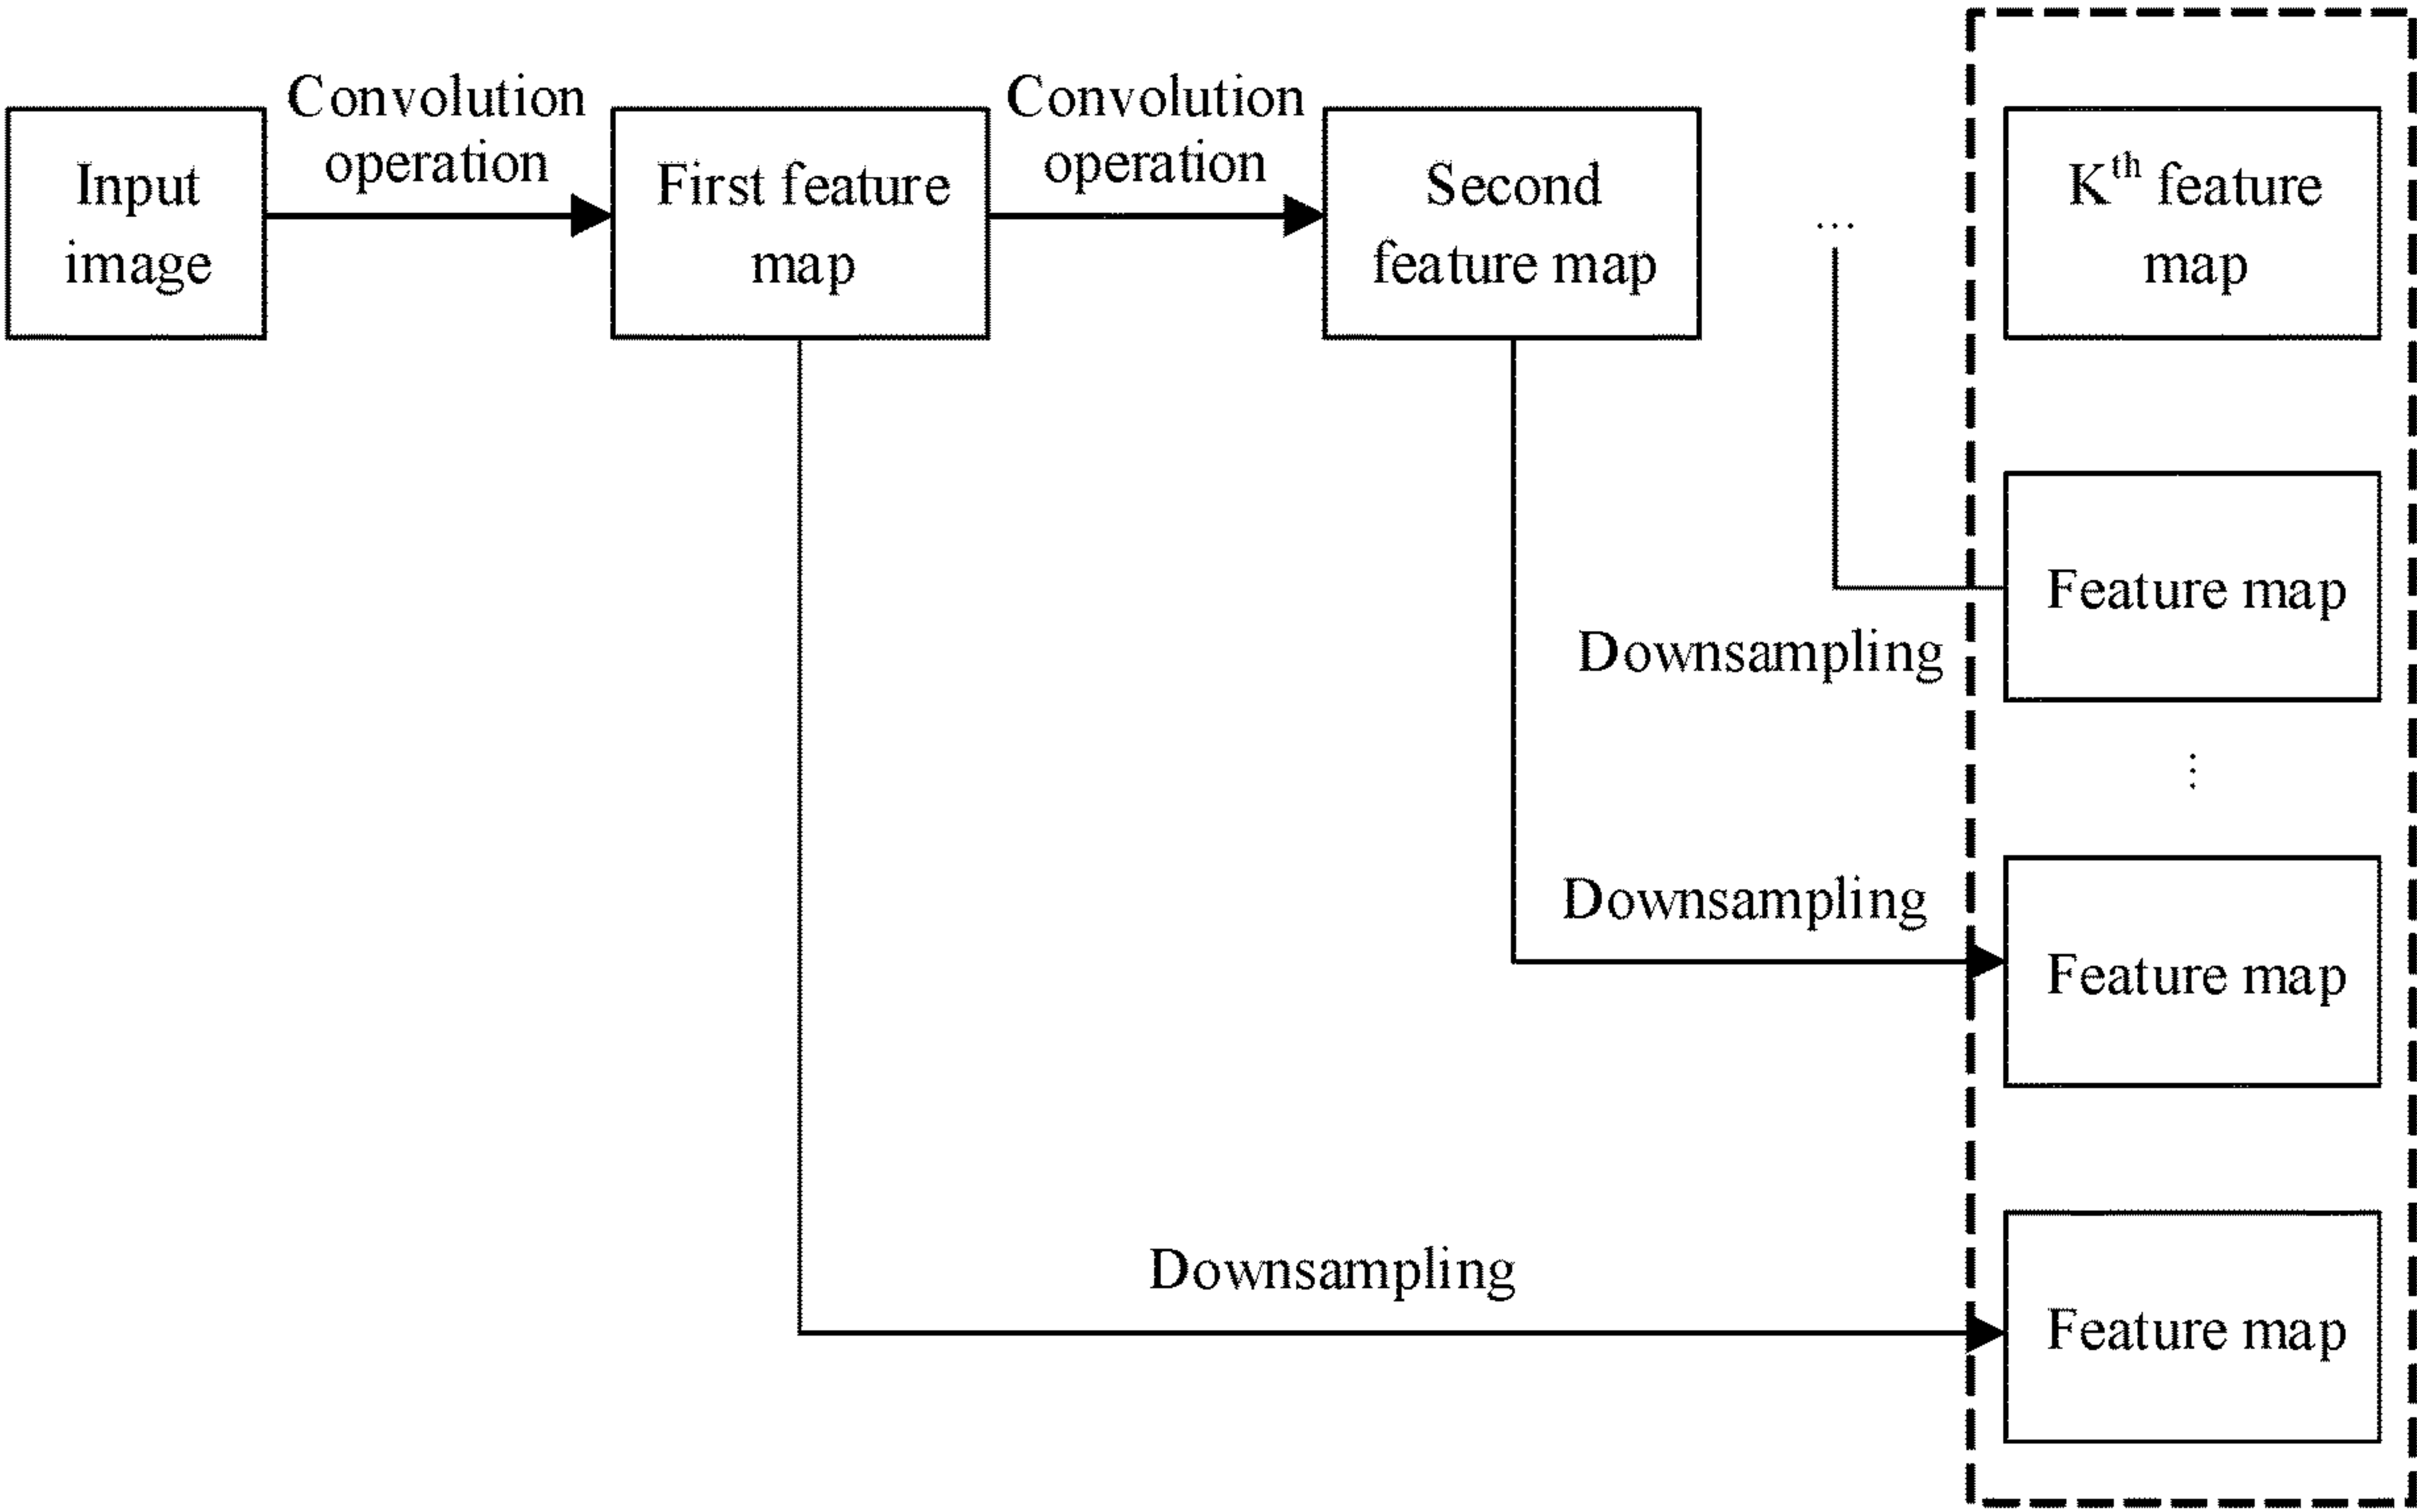 Input
image
Convolution
operation
First feature
map
Convolution
operation
Second
feature map
...
Kth feature
map
Feature map
Downsampling
...
Downsampling
Feature map
Downsampling
Feature map